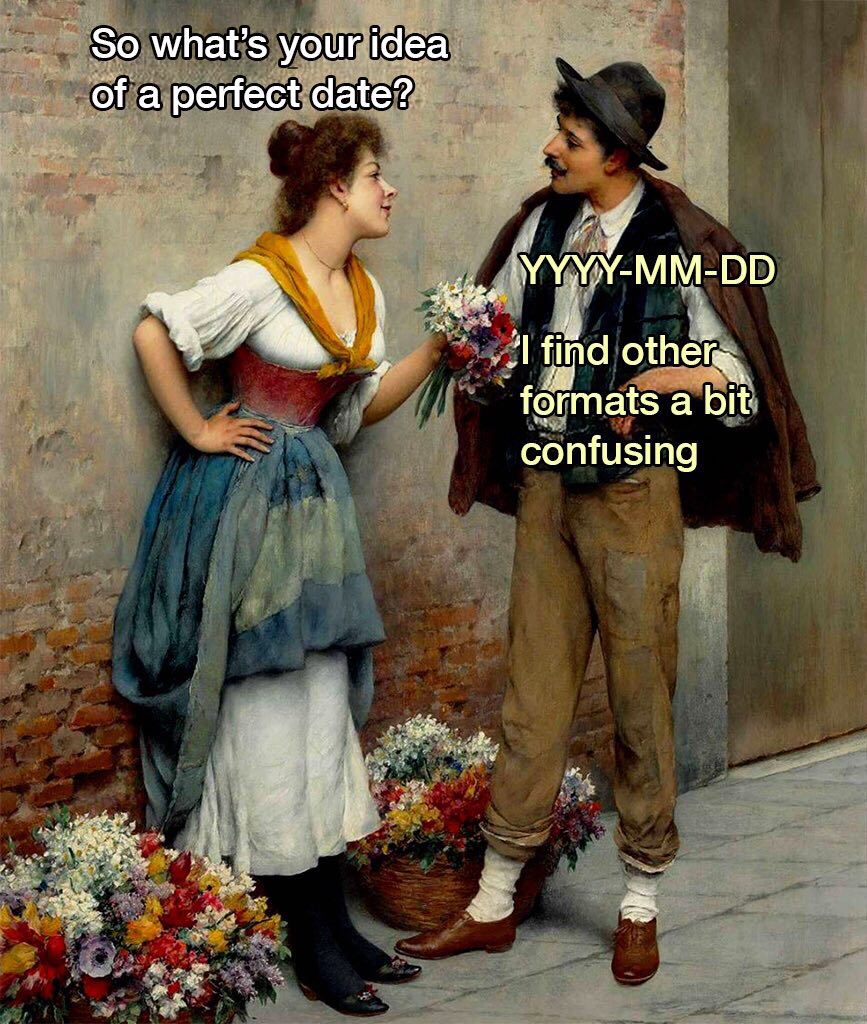 So what's your idea
of a perfect date?
YYYY-MM-DD
I find other
formats a bit
confusing